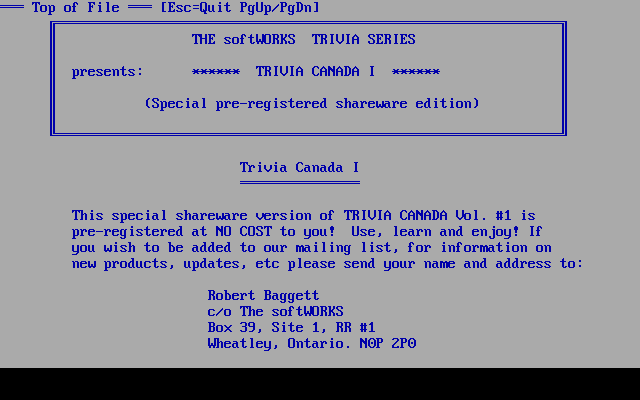 ═══ Top of File ═══ [Esc=Quit PgUp/PgDn]
THE softWORKS  TRIVIA SERIES
presents:      ******  TRIVIA CANADA I  ******
(Special pre-registered shareware edition)
Trivia Canada I
This special shareware version of TRIVIA CANADA Vol. #1 is
pre-registered at NO COST to you!  Use, learn and enjoy! If
you wish to be added to our mailing list, for information on
new products, updates, etc please send your name and address to:
Robert Baggett
c/o The softWORKS
Box 39, Site 1, RR #1
Wheatley, Ontario. N0P 2P0